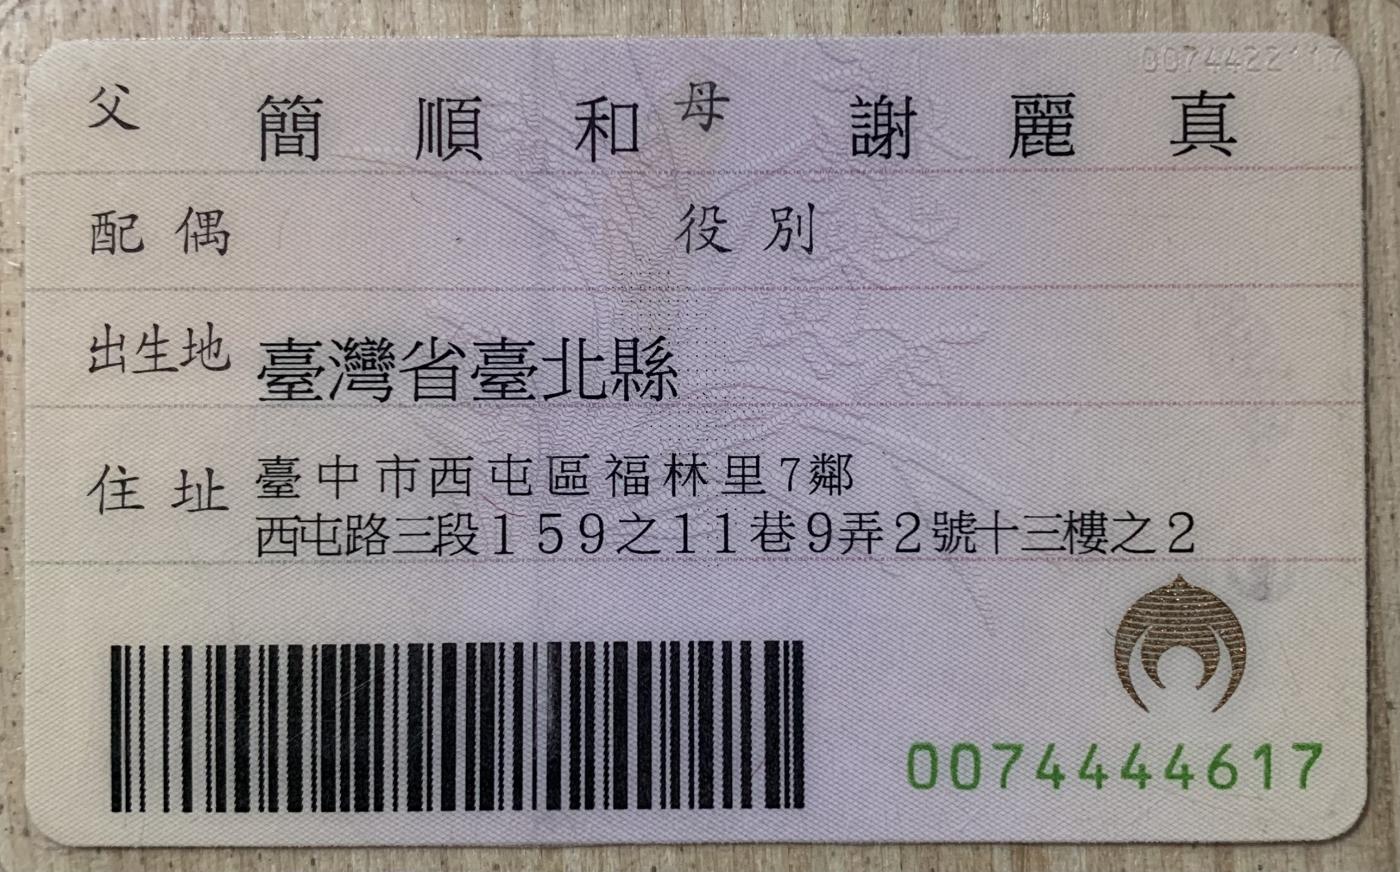 0074422117
父 簡順和 母 謝麗真
配偶 役別
出生地 臺灣省臺北縣
住址 臺中市西屯區福林里7鄰
西屯路三段159之11巷9弄2號十三樓之2
0074444617